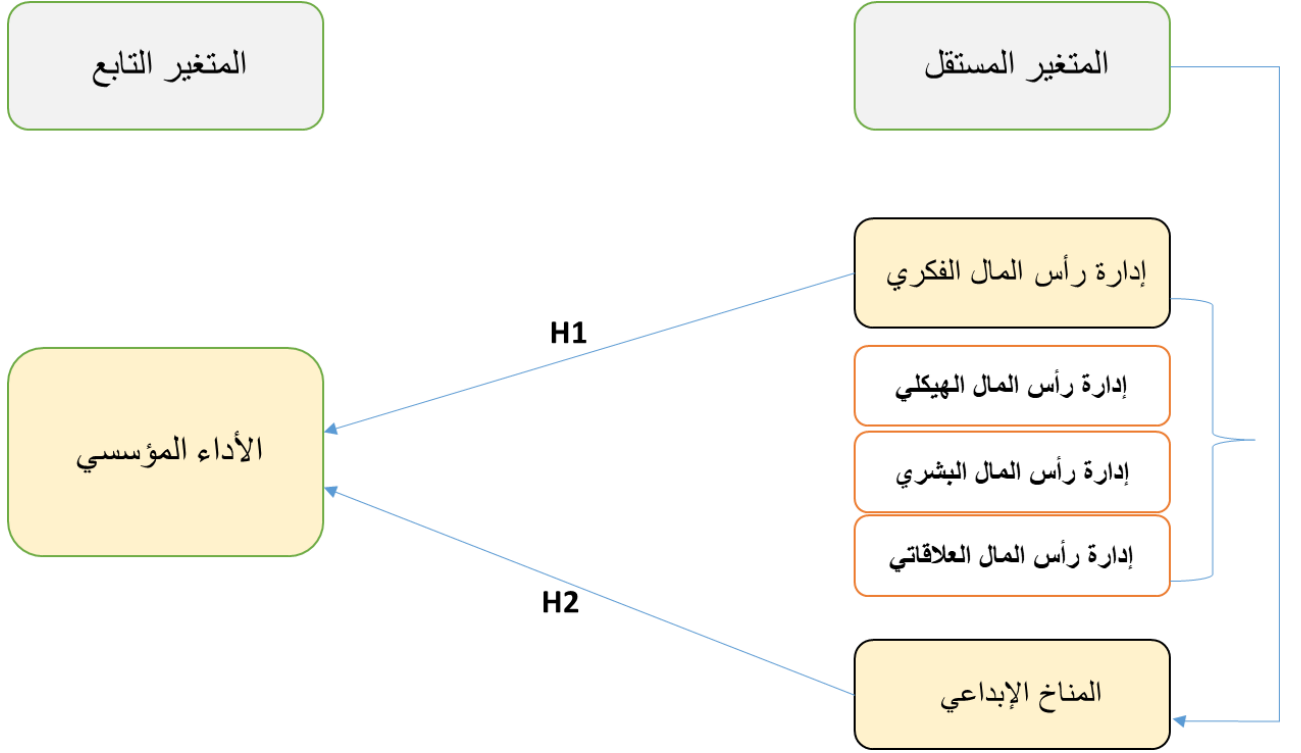 المتغير المستقل
المتغير التابع
إدارة رأس المال الفكري
H1
إدارة رأس المال الهيكلي
الأداء المؤسسي
إدارة رأس المال البشري
إدارة رأس المال العلاقاتي
H2
المناخ الإبداعي